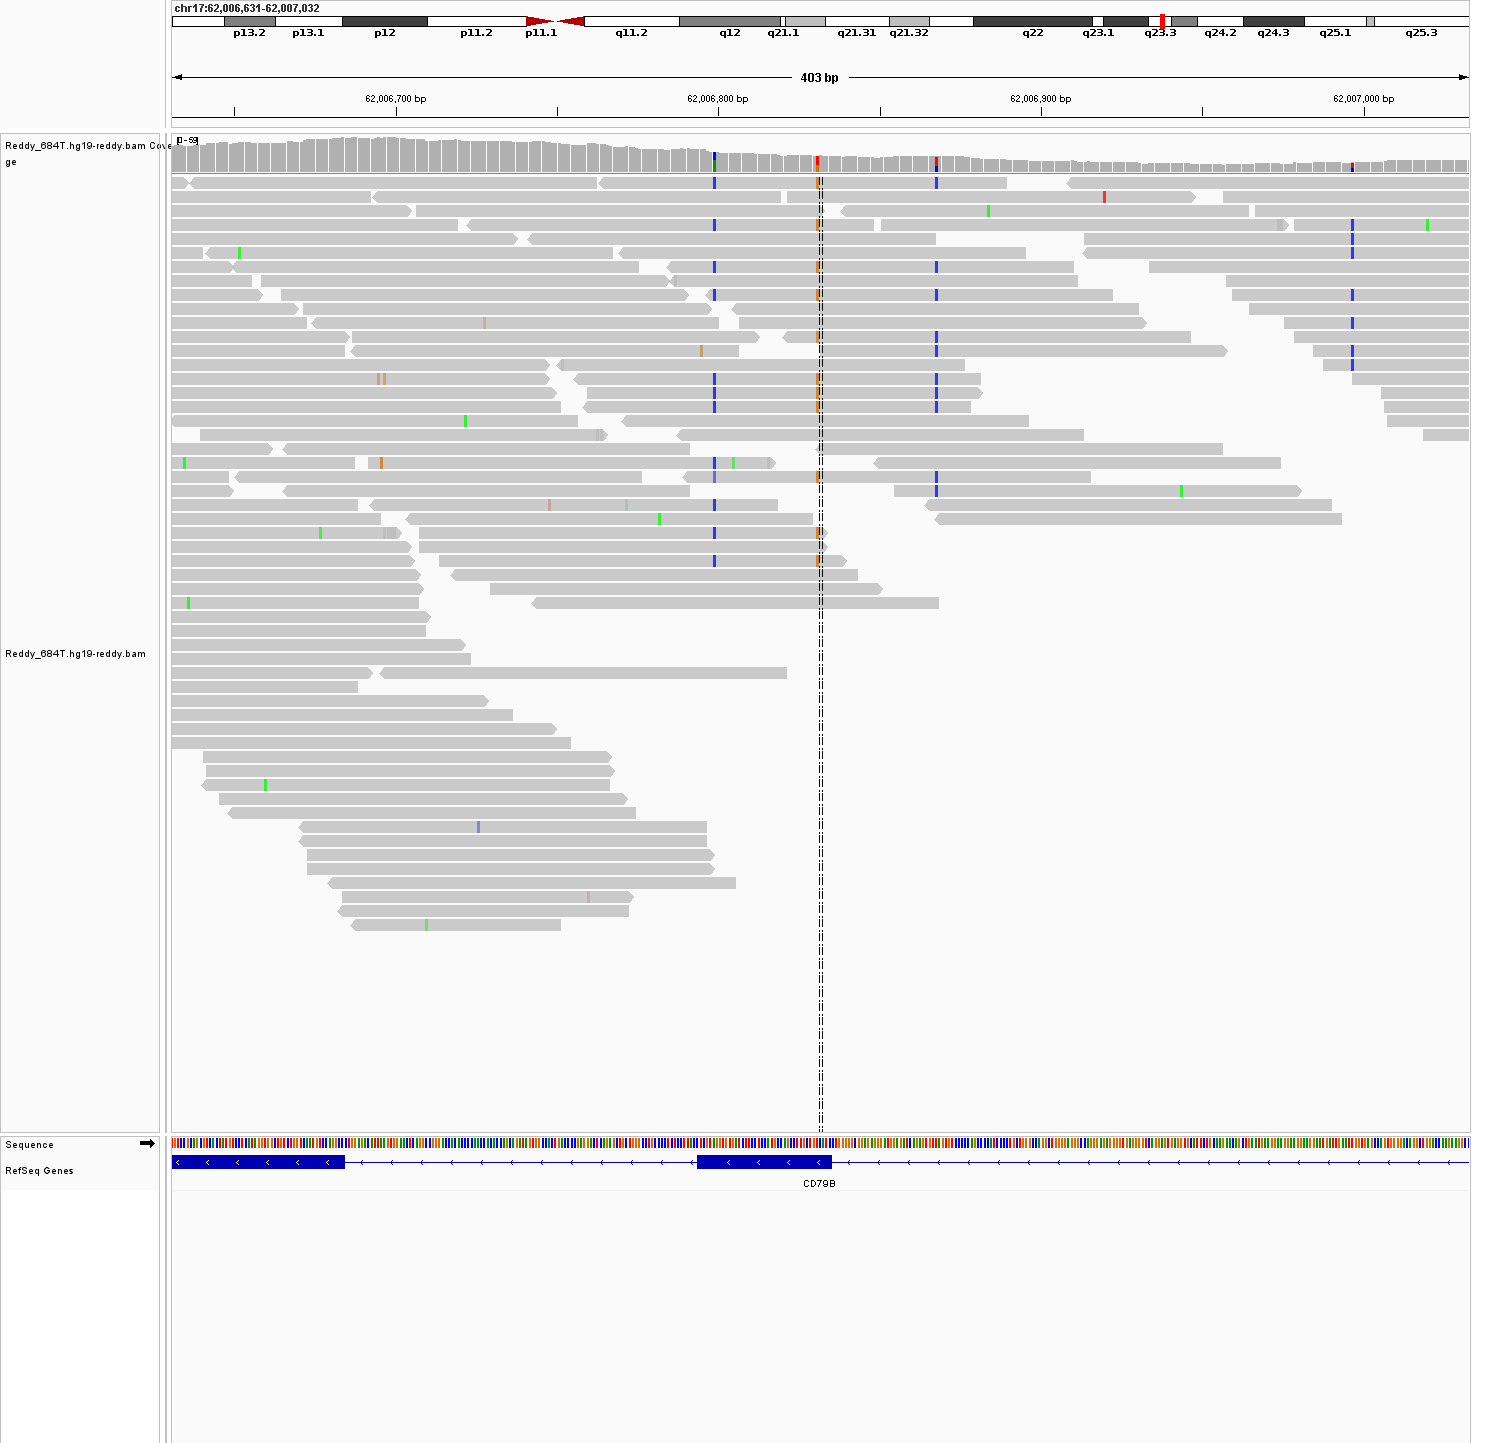 chr17:62,006,631-62,007,032
p13.2 p13.1 p12 p11.2 p11.1 q11.2 q12 q21.1 q21.31 q21.32 q22 q23.1 q23.3 q24.2 q24.3 q25.1 q25.3
403 bp
62,006,700 bp 62,006,800 bp 62,006,900 bp 62,007,000 bp
Reddy_684T.hg19-reddy.bam Cove
ge
Reddy_684T.hg19-reddy.bam
Sequence
RefSeq Genes
CD79B